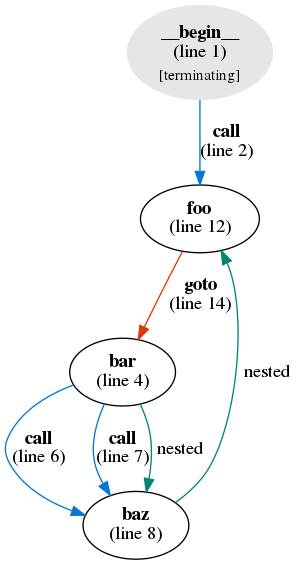 __begin__
(line 1)
[terminating]
call
(line 2)
foo
(line 12)
goto
(line 14)
bar
(line 4)
nested
call
(line 6)
call
(line 7)
nested
baz
(line 8)